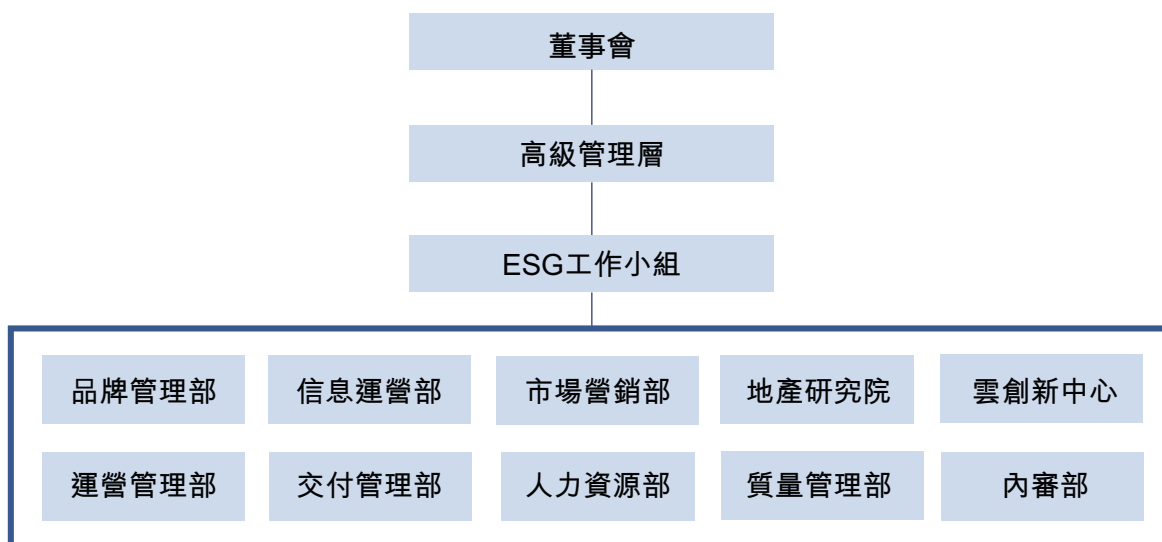 董事會
高級管理層
ESG工作小組
品牌管理部
信息運營部
市場營銷部
地產研究院
雲創新中心
運營管理部
交付管理部
人力資源部
質量管理部
內審部